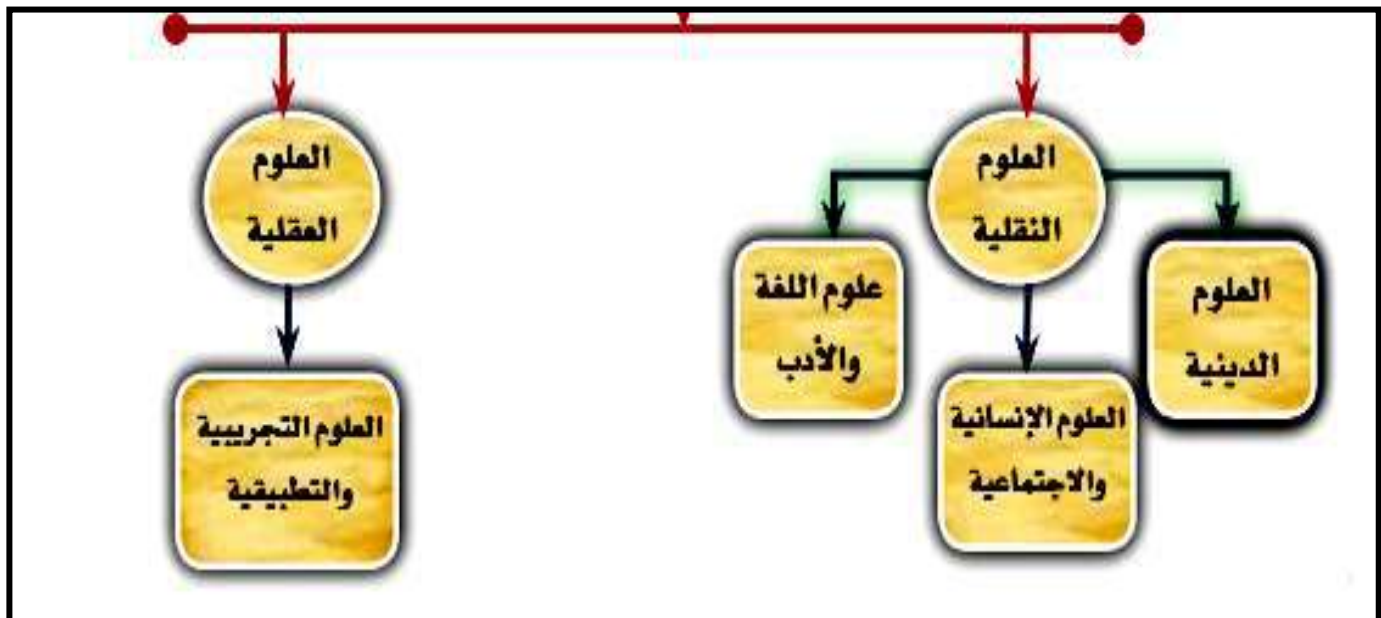 العلوم
النقلية
العلوم
العقلية
العلوم
الدينية
علوم اللغة
والأدب
العلوم الإنسانية
والاجتماعية
العلوم التجريبية
والتطبيقية